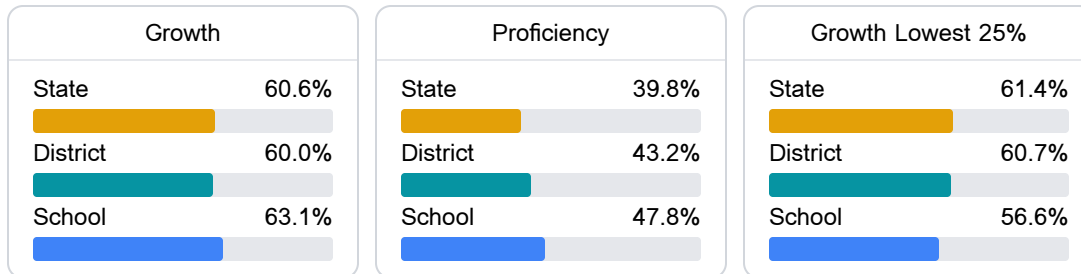 Growth
State 60.6%
District 60.0%
School 63.1%
Proficiency
State 39.8%
District 43.2%
School 47.8%
Growth Lowest 25%
State 61.4%
District 60.7%
School 56.6%